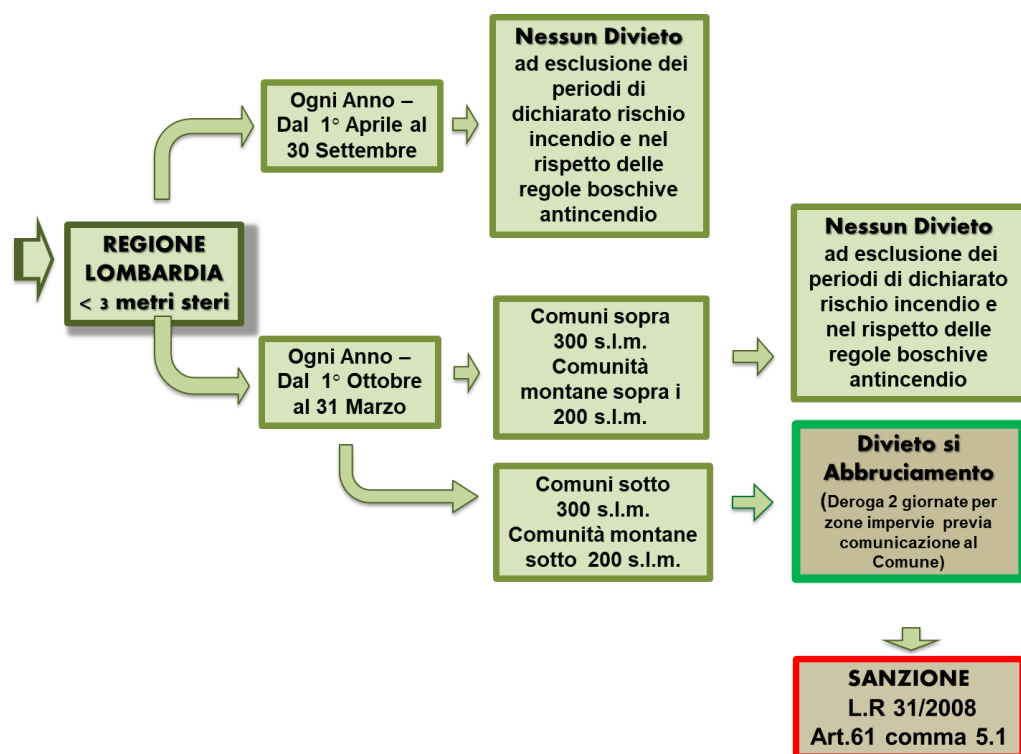 Nessun Divieto
ad esclusione dei
periodi di
dichiarato rischio
incendio e nel
rispetto delle
regole boschive
antincendio
Ogni Anno –
Dal 1° Aprile al
30 Settembre
REGIONE
LOMBARDIA
< 3 metri steri
Ogni Anno –
Dal 1° Ottobre
al 31 Marzo
Comuni sopra
300 s.l.m.
Comunità
montane sopra i
200 s.l.m.
Nessun Divieto
ad esclusione dei
periodi di dichiarato
rischio incendio e
nel rispetto delle
regole boschive
antincendio
Comuni sotto
300 s.l.m.
Comunità montane
sotto 200 s.l.m.
Divieto si
Abbruciamento
(Deroga 2 giornate per
zone impervie previa
comunicazione al
Comune)
SANZIONE
L.R 31/2008
Art.61 comma 5.1